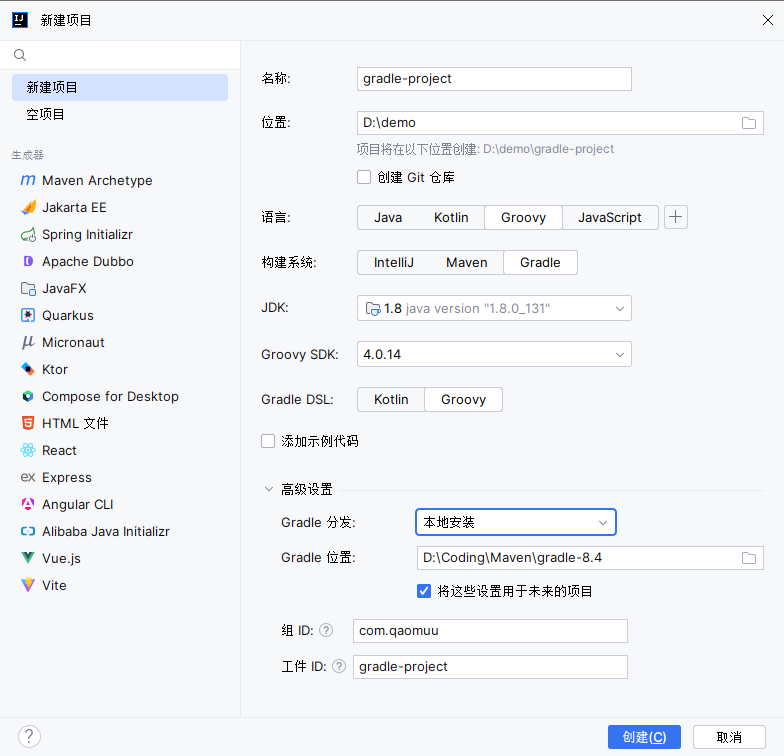 新建项目
新建项目
空项目
生成器
Maven Archetype
Jakarta EE
Spring Initializr
Apache Dubbo
JavaFX
Quarkus
Micronaut
Ktor
Compose for Desktop
HTML 文件
React
Express
Angular CLI
Alibaba Java Initializr
Vue.js
Vite
名称: gradle-project
位置: D:\demo
项目将在以下位置创建: D:\demo\gradle-project
创建 Git 仓库
语言: Java Kotlin Groovy JavaScript
构建系统: IntelliJ Maven Gradle
JDK: 1.8 java version "1.8.0_131"
Groovy SDK: 4.0.14
Gradle DSL: Kotlin Groovy
添加示例代码
高级设置
Gradle 分发: 本地安装
Gradle 位置: D:\Coding\Maven\gradle-8.4
将这些设置用于未来的项目
组 ID: ? com.qaomuu
工件 ID: ? gradle-project
? 创建(C) 取消